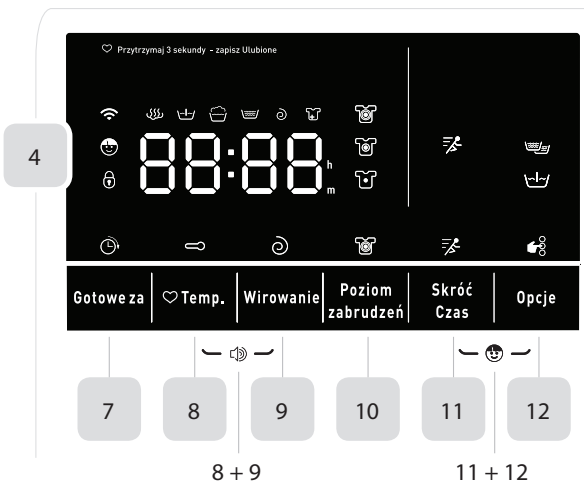 Przytrzymaj 3 sekundy - zapisz Ulubione
4
88:88 h
m
Gotowe za
Temp.
Wirowanie
Poziom
zabrudzeń
Skróć
Czas
Opcje
7
8
9
10
11
12
8 + 9
11 + 12